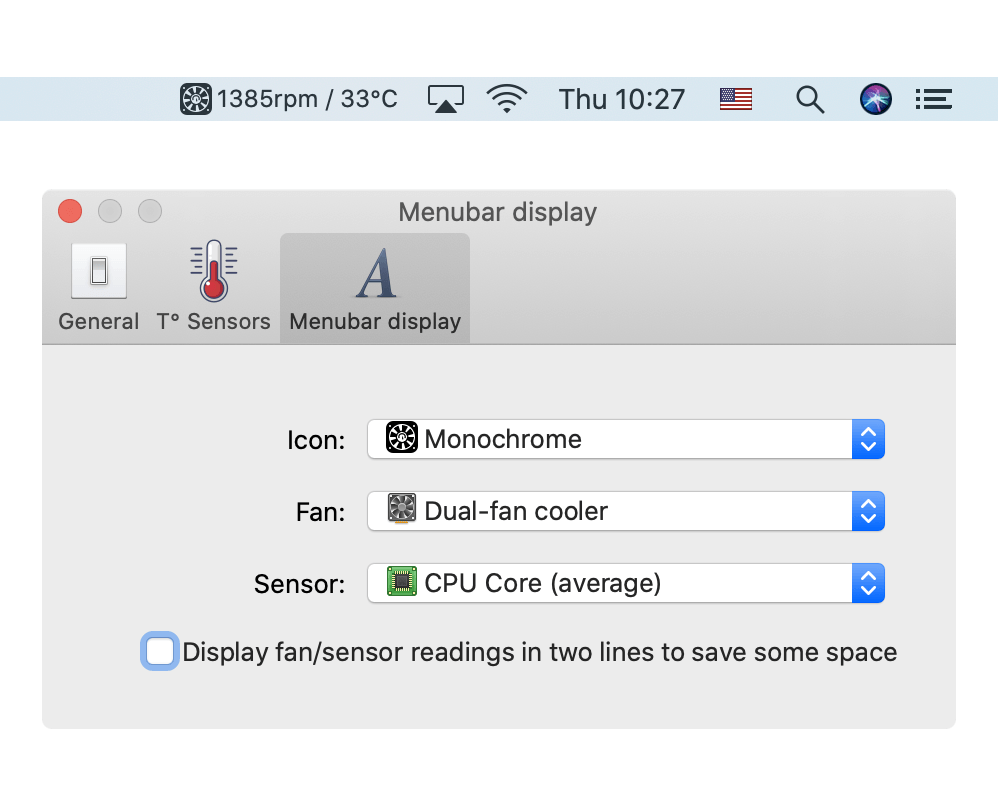 1385rpm / 33°C Thu 10:27
Menubar display
General T° Sensors Menubar display
Icon: Monochrome
Fan: Dual-fan cooler
Sensor: CPU Core (average)
Display fan/sensor readings in two lines to save some space